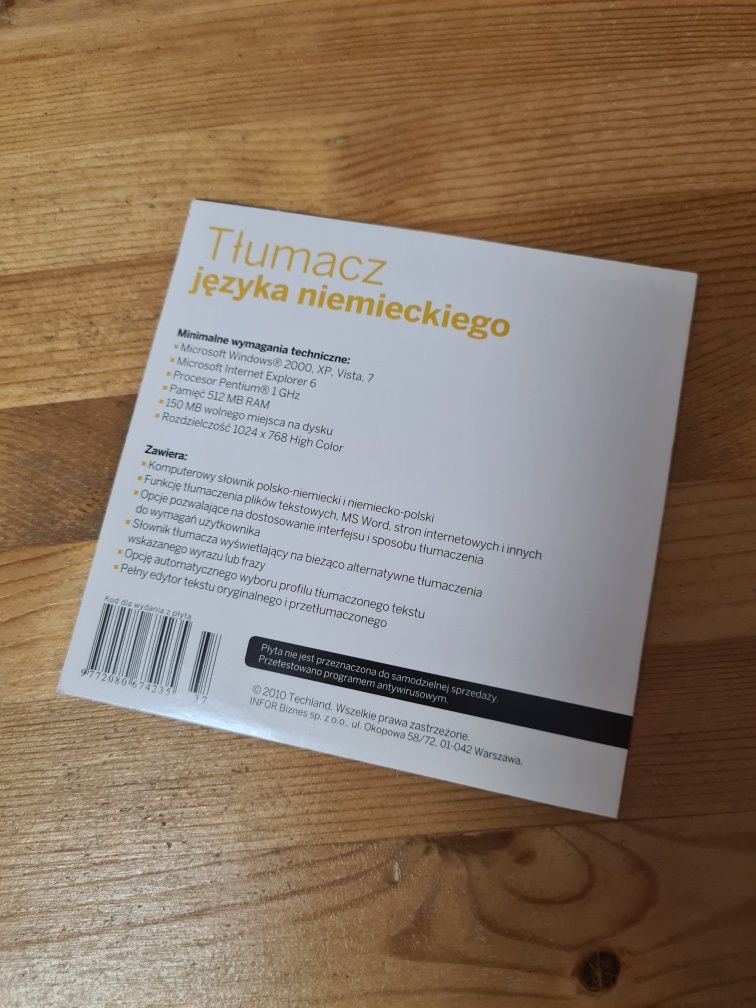 Tłumacz
języka niemieckiego
Minimalne wymagania techniczne:
▪ Microsoft Windows® 2000, XP, Vista, 7
▪ Microsoft Internet Explorer 6
▪ Procesor Pentium® 1 GHz
▪ Pamięć 512 MB RAM
▪ 150 MB wolnego miejsca na dysku
▪ Rozdzielczość 1024 x 768 High Color
Zawiera:
▪ Komputerowy słownik polsko-niemiecki i niemiecko-polski
▪ Funkcję tłumaczenia plików tekstowych, MS Word, stron internetowych i innych
▪ Opcje pozwalające na dostosowanie interfejsu i sposobu tłumaczenia
do wymagań użytkownika
▪ Słownik tłumacza wyświetlający na bieżąco alternatywne tłumaczenia
wskazanego wyrazu lub frazy
▪ Opcję automatycznego wyboru profilu tłumaczonego tekstu
▪ Pełny edytor tekstu oryginalnego i przetłumaczonego
Kod dla wydania z płytą
9 772080 674235 37
Płyta nie jest przeznaczona do samodzielnej sprzedaży.
Przetestowano programem antywirusowym.
© 2010 Techland. Wszelkie prawa zastrzeżone.
INFOR Biznes sp. z o.o., ul. Okopowa 58/72, 01-042 Warszawa.